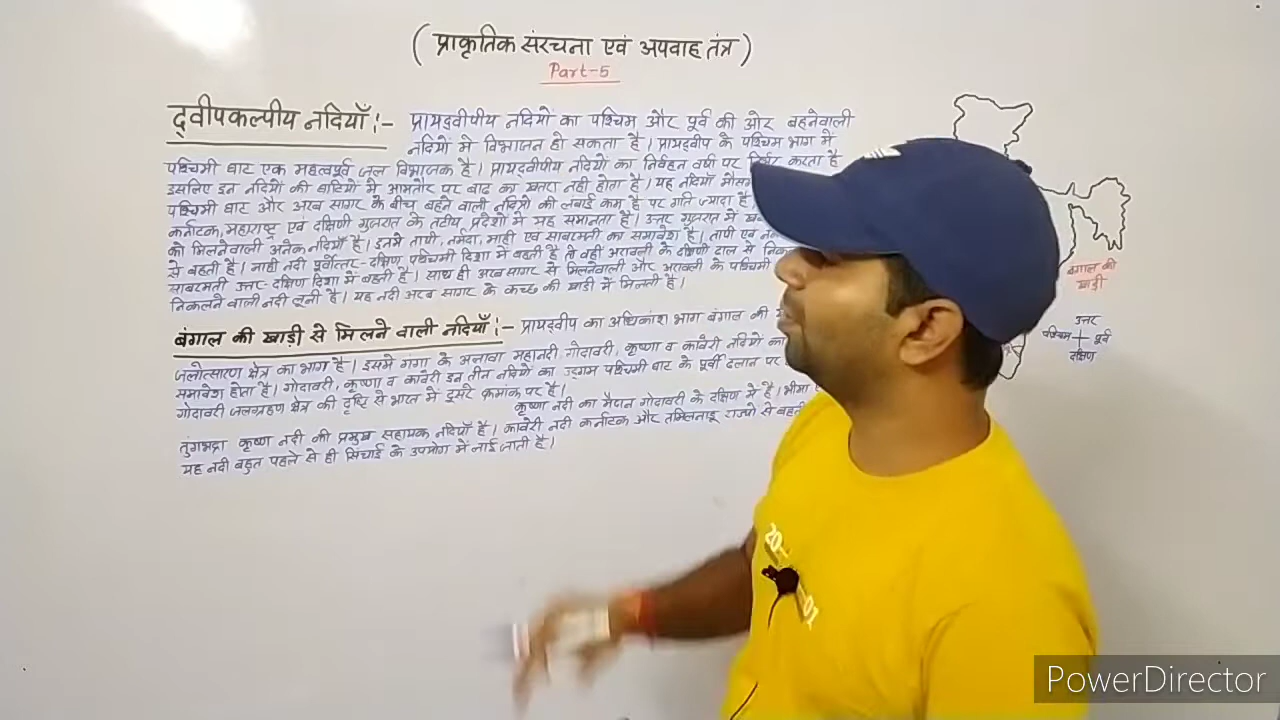 ( प्राकृतिक संरचना एवं अपवाह तंत्र )
Part-5
द्वीपकल्पीय नदियाँ :- प्रायद्वीपीय नदियों का पश्चिम और पूर्व की ओर बहनेवाली
नदियों में विभाजन हो सकता है । प्रायद्वीप के पश्चिम भाग में
पश्चिमी घाट एक महत्वपूर्ण जल विभाजक है । प्रायद्वीपीय नदियों का निर्वहन वर्षा पर निर्भर करता है
इसलिए इन नदियों की घाटियों में आमतौर पर बाढ़ का खतरा नही होता है । यह नदियाँ
पश्चिमी घाट और अरब सागर के बीच बहने वाली नदियों की लंबाई कम है पर गति ज्यादा है
कर्नाटक, महाराष्ट्र एवं दक्षिणी गुजरात के तटीय प्रदेशों में यह समानता है । उत्तर गुजरात में
को मिलनेवाली अनेक नदियाँ है । इनमें तापी, नर्मदा, माही एवं साबरमती का समावेश है । तापी एवं
से बहती है । माही नदी पूर्वोत्तर-दक्षिण पश्चिमी दिशा में बहती है तो वहीं अरावली के दक्षिणी ढाल से
साबरमती उत्तर-दक्षिण दिशा में बहती है । साथ ही अरब सागर से मिलनेवाली और अरावली के पश्चिमी
निकलने वाली नदी लूनी है । यह नदी अरब सागर के कच्छ की खाड़ी में मिलती है ।
बंगाल की खाड़ी से मिलने वाली नदियाँ :- प्रायद्वीप का अधिकांश भाग बंगाल की
जलोत्सारण क्षेत्र का भाग है । इसमें गंगा के अलावा महानदी, गोदावरी, कृष्णा व कावेरी नदियों का
समावेश होता है । गोदावरी, कृष्णा व कावेरी इन तीन नदियों का उद्गम पश्चिमी घाट के पूर्वी ढलान पर
गोदावरी जलग्रहण क्षेत्र की दृष्टि से भारत में दूसरे क्रमांक पर है ।
कृष्णा नदी का मैदान गोदावरी के दक्षिण में है । भीमा
तुंगभद्रा कृष्णा नदी की प्रमुख सहायक नदियाँ है । कावेरी नदी कर्नाटक और तमिलनाडू राज्यों से
यह नदी बहुत पहले से ही सिंचाई के उपयोग में लाई जाती है ।
बंगाल की
खाड़ी
उत्तर
पश्चिम
पूर्व
दक्षिण
PowerDirector